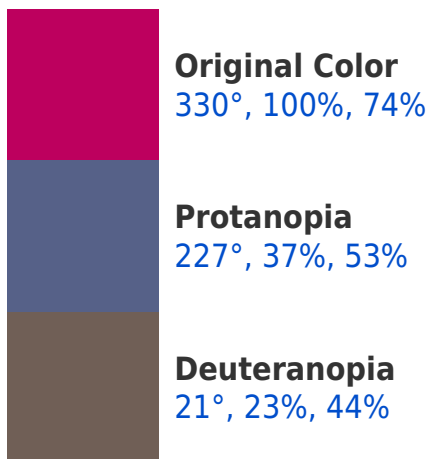 Original Color
330°, 100%, 74%
Protanopia
227°, 37%, 53%
Deuteranopia
21°, 23%, 44%